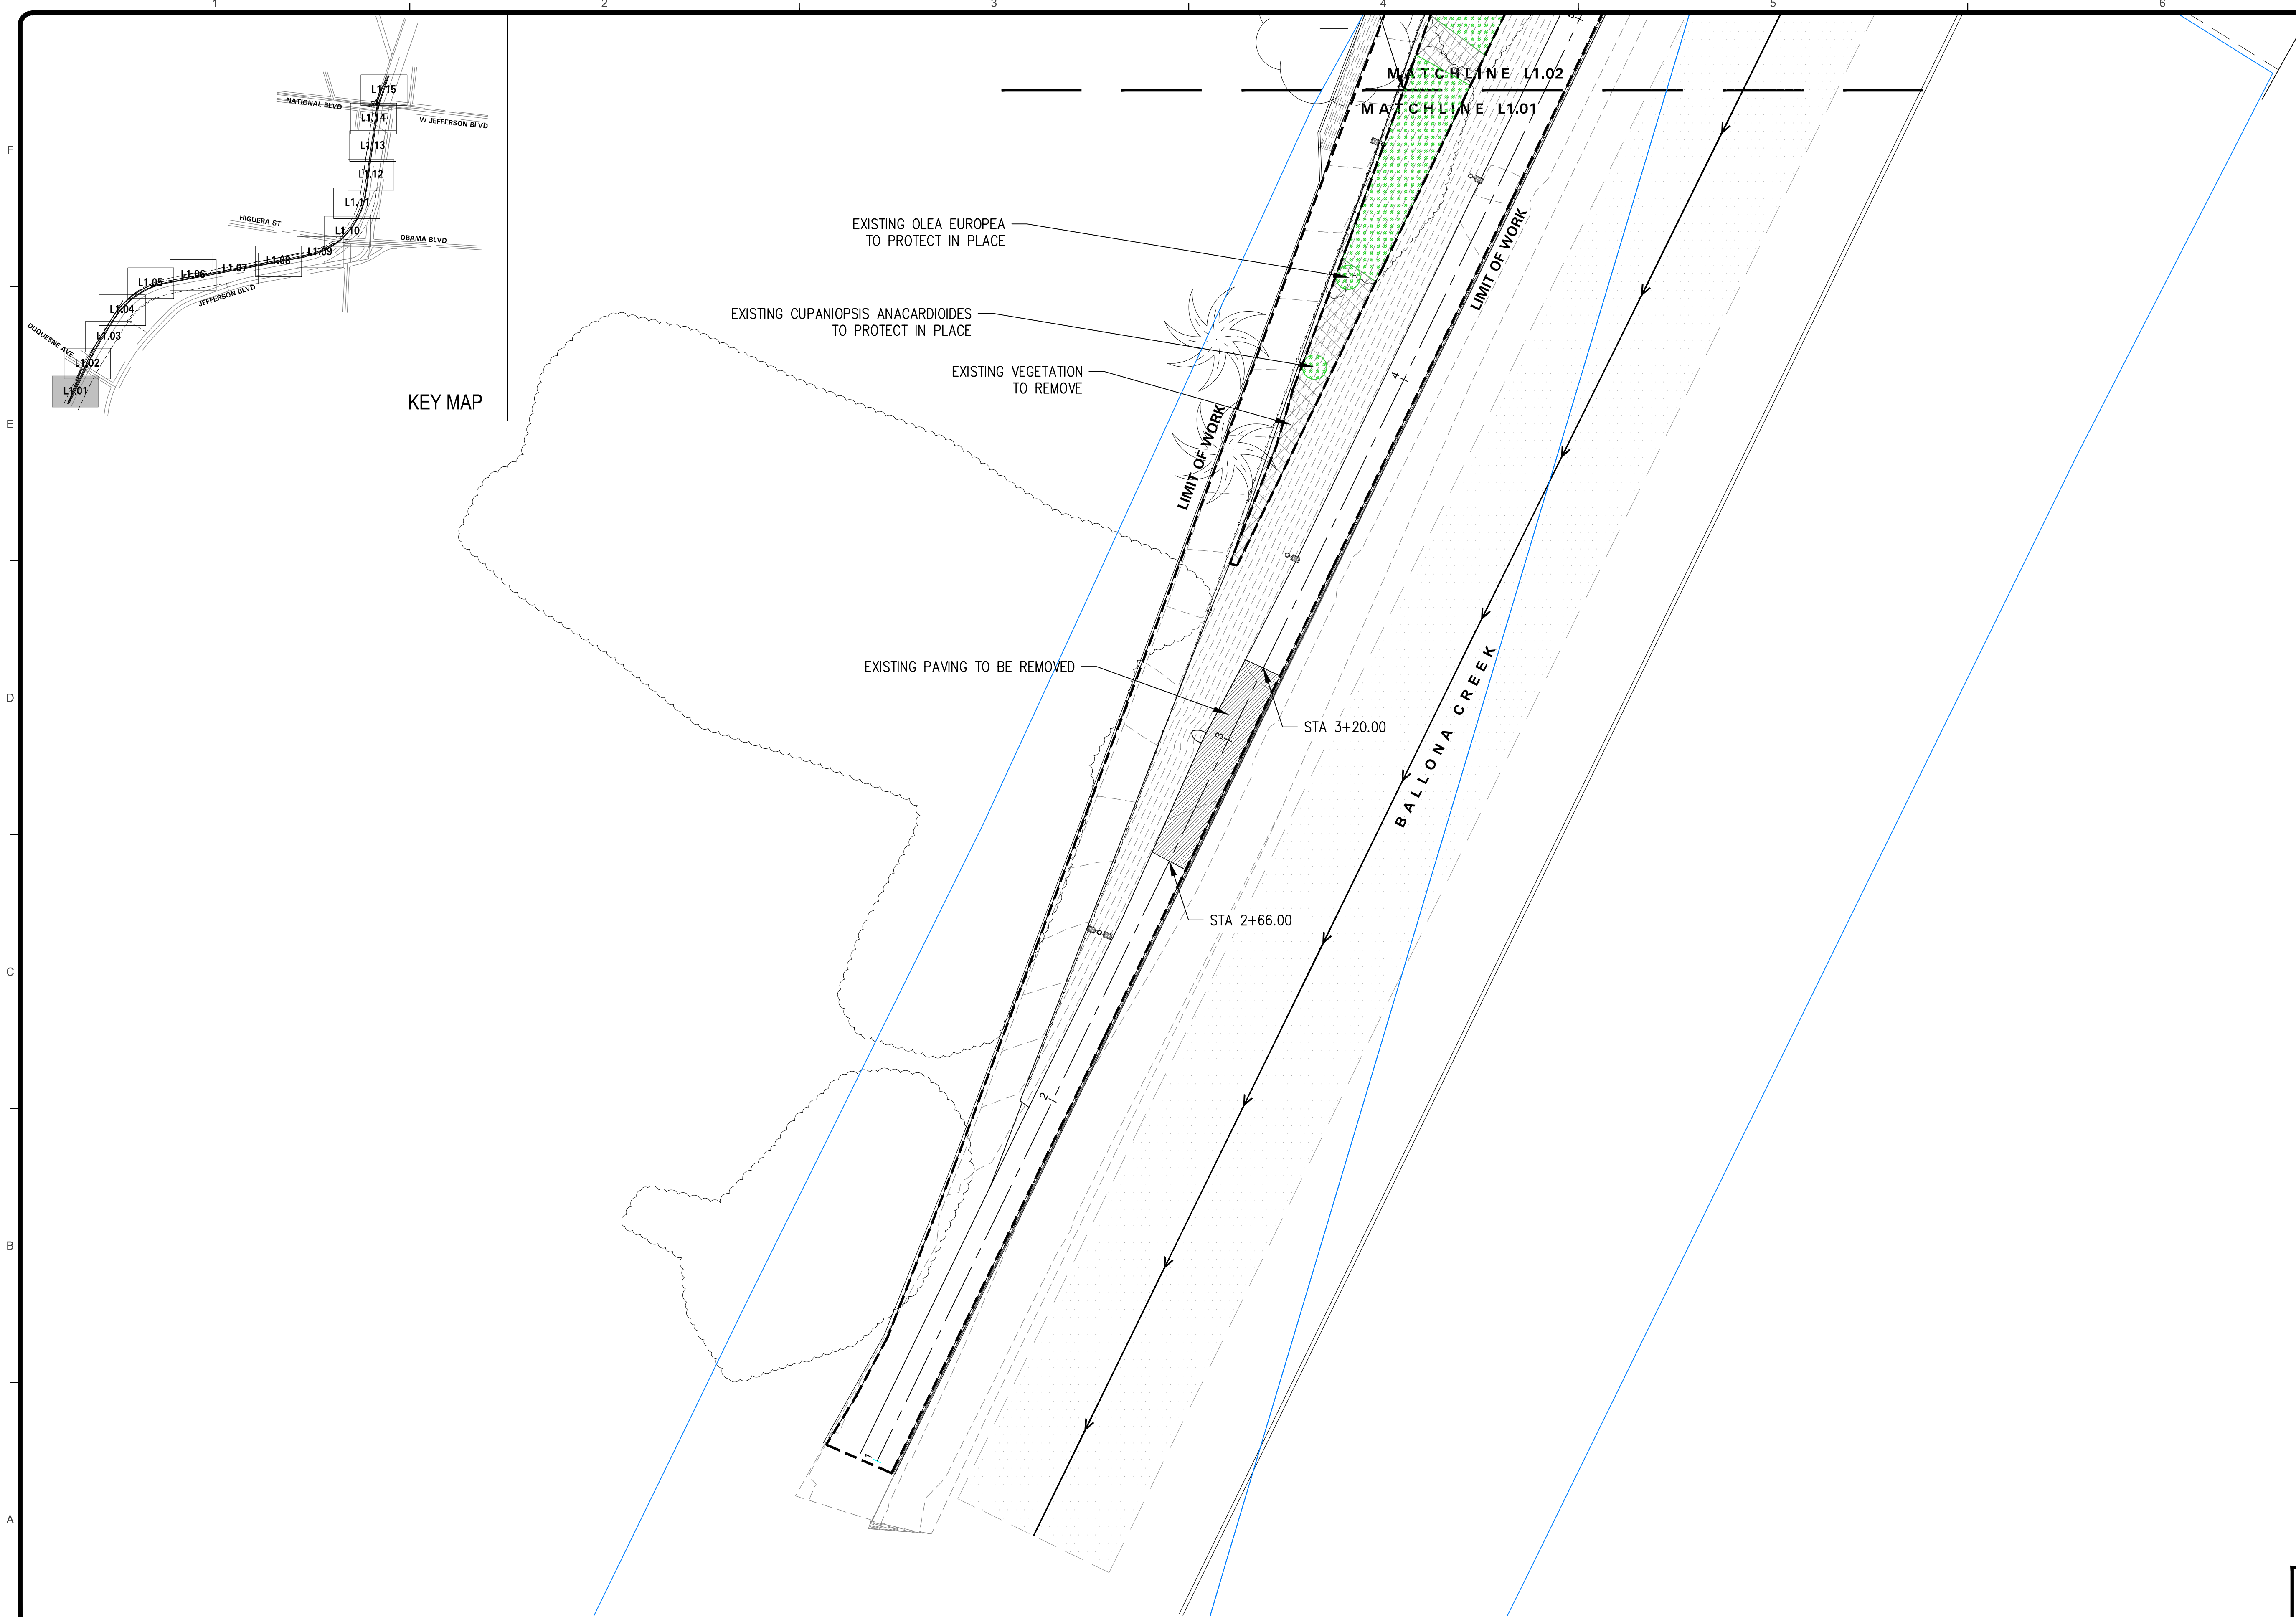 1
2
3
4
5
6
F
E
D
C
B
A
L1.15
NATIONAL BLVD
L1.14
W JEFFERSON BLVD
L1.13
L1.12
L1.11
HIGUERA ST
L1.10
OBAMA BLVD
L1.09
L1.08
L1.07
L1.06
L1.05
JEFFERSON BLVD
L1.04
DUQUESNE AVE
L1.03
L1.02
L1.01
KEY MAP
MATCHLINE L1.02
MATCHLINE L1.01
EXISTING OLEA EUROPEA
TO PROTECT IN PLACE
LIMIT OF WORK
EXISTING CUPANIOPSIS ANACARDIOIDES
TO PROTECT IN PLACE
EXISTING VEGETATION
TO REMOVE
4
LIMIT OF WORK
EXISTING PAVING TO BE REMOVED
STA 3+20.00
3
BALLONA CREEK
STA 2+66.00
2
1